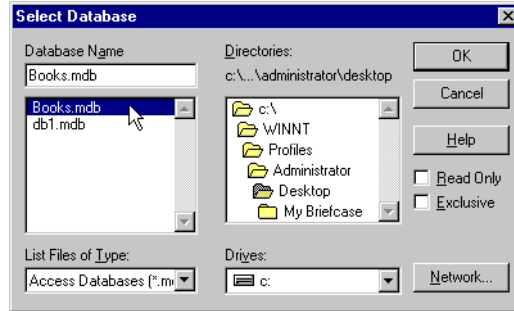 Select Database
Database Name
Books.mdb
Books.mdb
db1.mdb
List Files of Type:
Access Databases (*.m
Directories:
c:\...\administrator\desktop
c:\
WINNT
Profiles
Administrator
Desktop
My Briefcase
Drives:
c:
OK
Cancel
Help
Read Only
Exclusive
Network...